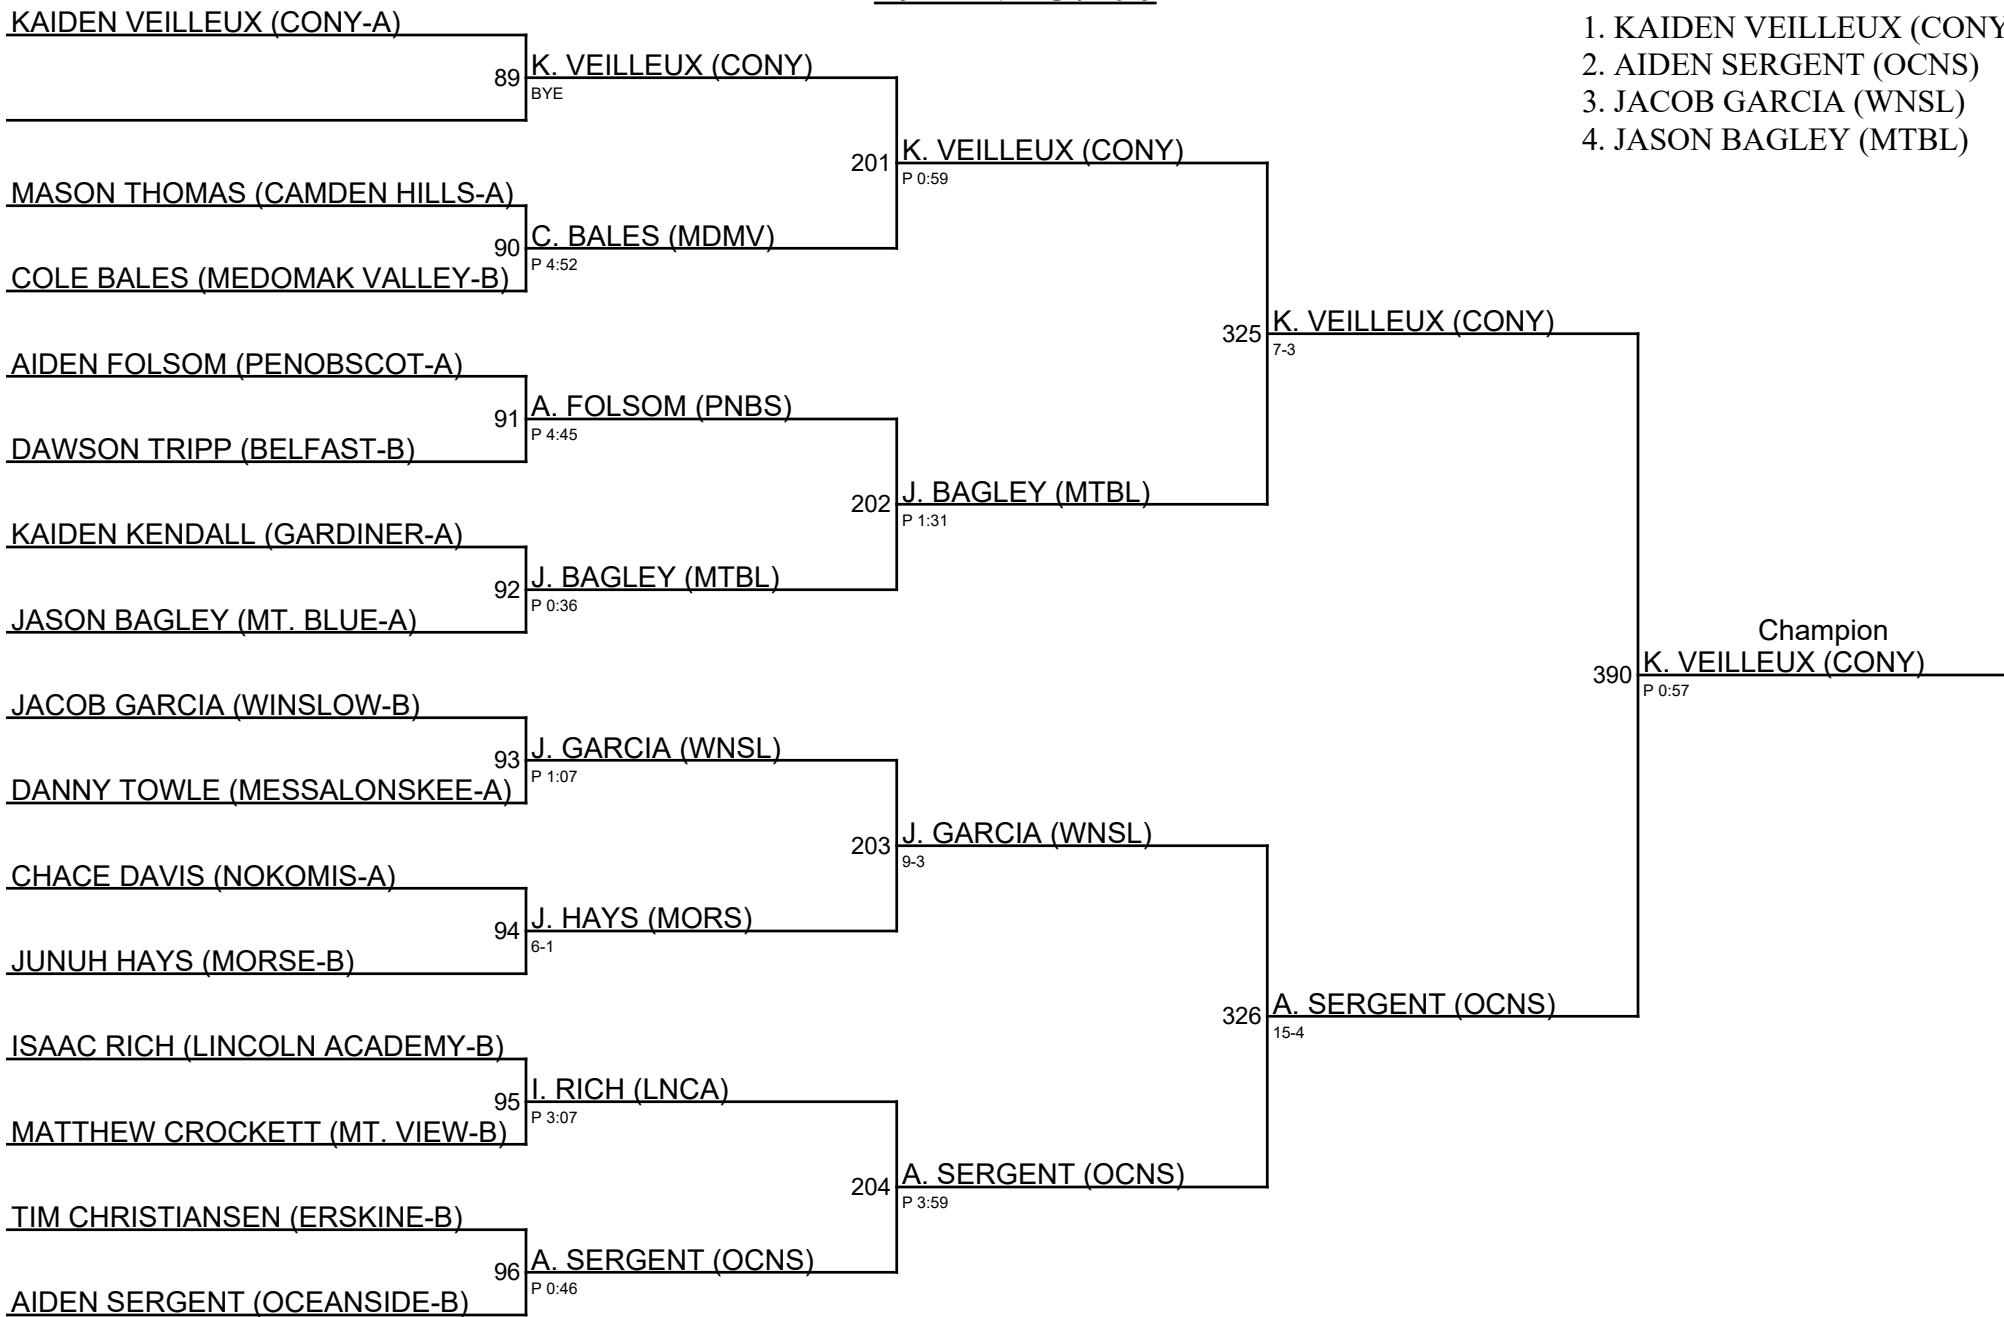 KAIDEN VEILLEUX (CONY-A)
89
K. VEILLEUX (CONY)
BYE
MASON THOMAS (CAMDEN HILLS-A)
90
C. BALES (MDMV)
P 4:52
COLE BALES (MEDOMAK VALLEY-B)
201
K. VEILLEUX (CONY)
P 0:59
AIDEN FOLSOM (PENOBSCOT-A)
91
A. FOLSOM (PNBS)
P 4:45
DAWSON TRIPP (BELFAST-B)
KAIDEN KENDALL (GARDINER-A)
92
J. BAGLEY (MTBL)
P 0:36
JASON BAGLEY (MT. BLUE-A)
202
J. BAGLEY (MTBL)
P 1:31
325
K. VEILLEUX (CONY)
7-3
JACOB GARCIA (WINSLOW-B)
93
J. GARCIA (WNSL)
P 1:07
DANNY TOWLE (MESSALONSKEE-A)
CHACE DAVIS (NOKOMIS-A)
94
J. HAYS (MORS)
6-1
JUNUH HAYS (MORSE-B)
203
J. GARCIA (WNSL)
9-3
ISAAC RICH (LINCOLN ACADEMY-B)
95
I. RICH (LNCA)
P 3:07
MATTHEW CROCKETT (MT. VIEW-B)
TIM CHRISTIANSEN (ERSKINE-B)
96
A. SERGENT (OCNS)
P 0:46
AIDEN SERGENT (OCEANSIDE-B)
204
A. SERGENT (OCNS)
P 3:59
326
A. SERGENT (OCNS)
15-4
Champion
390
K. VEILLEUX (CONY)
P 0:57
1. KAIDEN VEILLEUX (CONY
2. AIDEN SERGENT (OCNS)
3. JACOB GARCIA (WNSL)
4. JASON BAGLEY (MTBL)